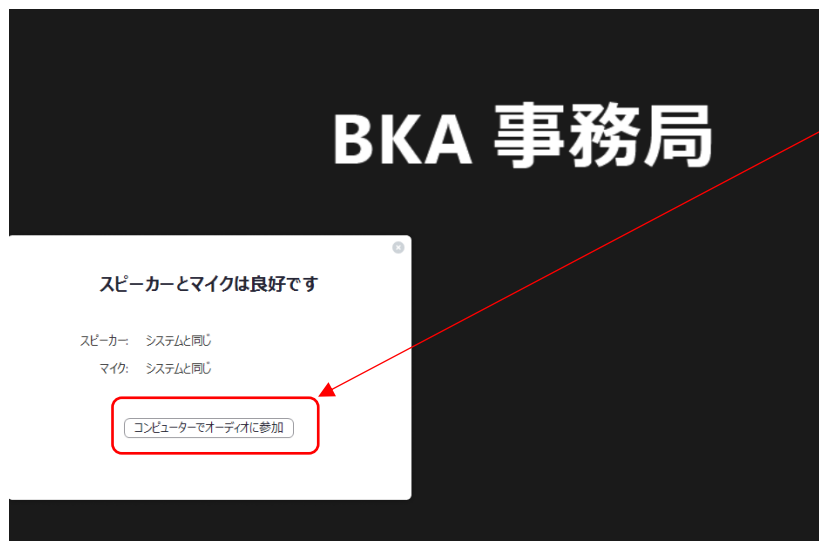 BKA 事務局
スピーカーとマイクは良好です
スピーカー: システムと同じ
マイク: システムと同じ
コンピューターでオーディオに参加